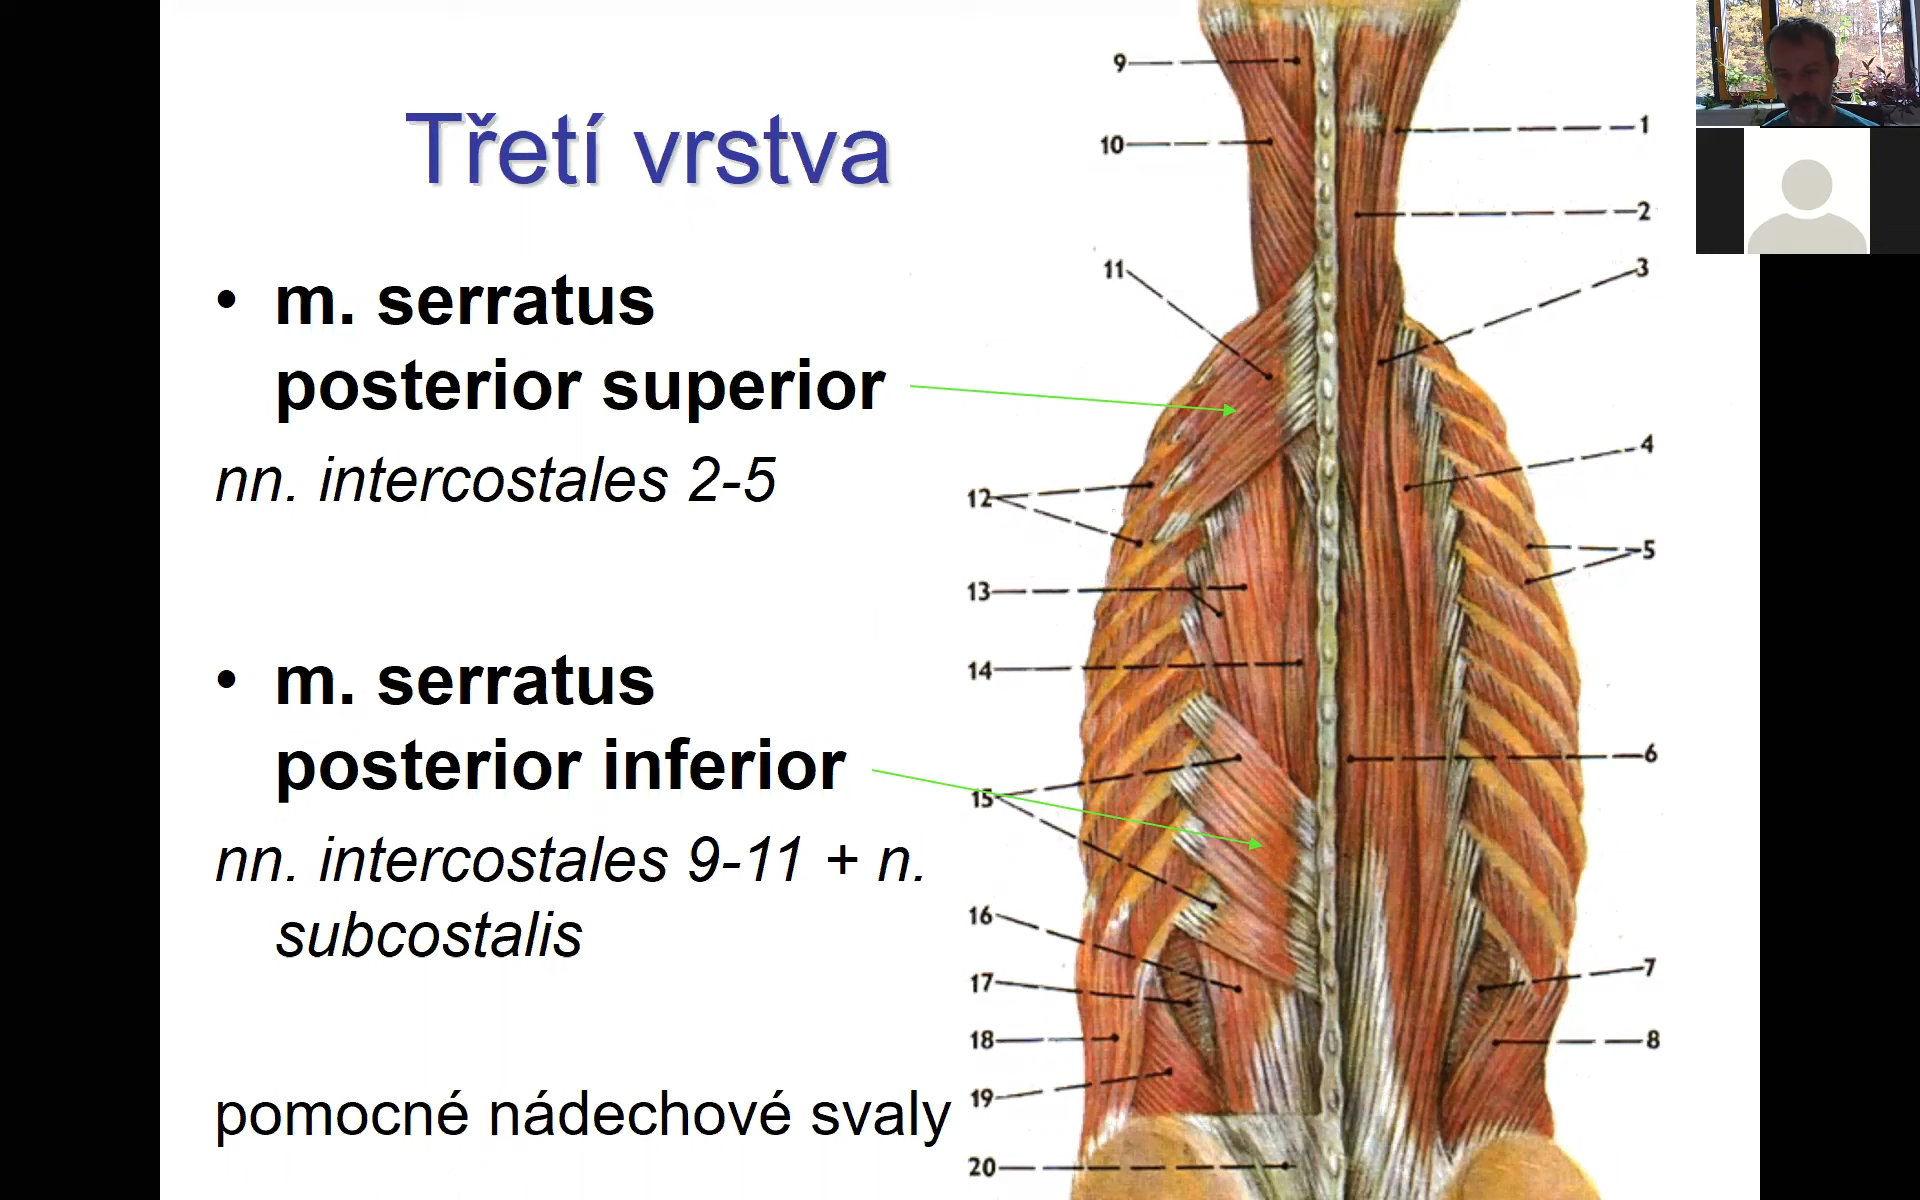 Třetí vrstva
• m. serratus
posterior superior
nn. intercostales 2-5
• m. serratus
posterior inferior
nn. intercostales 9-11 + n.
subcostalis
pomocné nádechové svaly
9
10
11
12
13
14
15
16
17
18
19
20
1
2
3
4
5
6
7
8